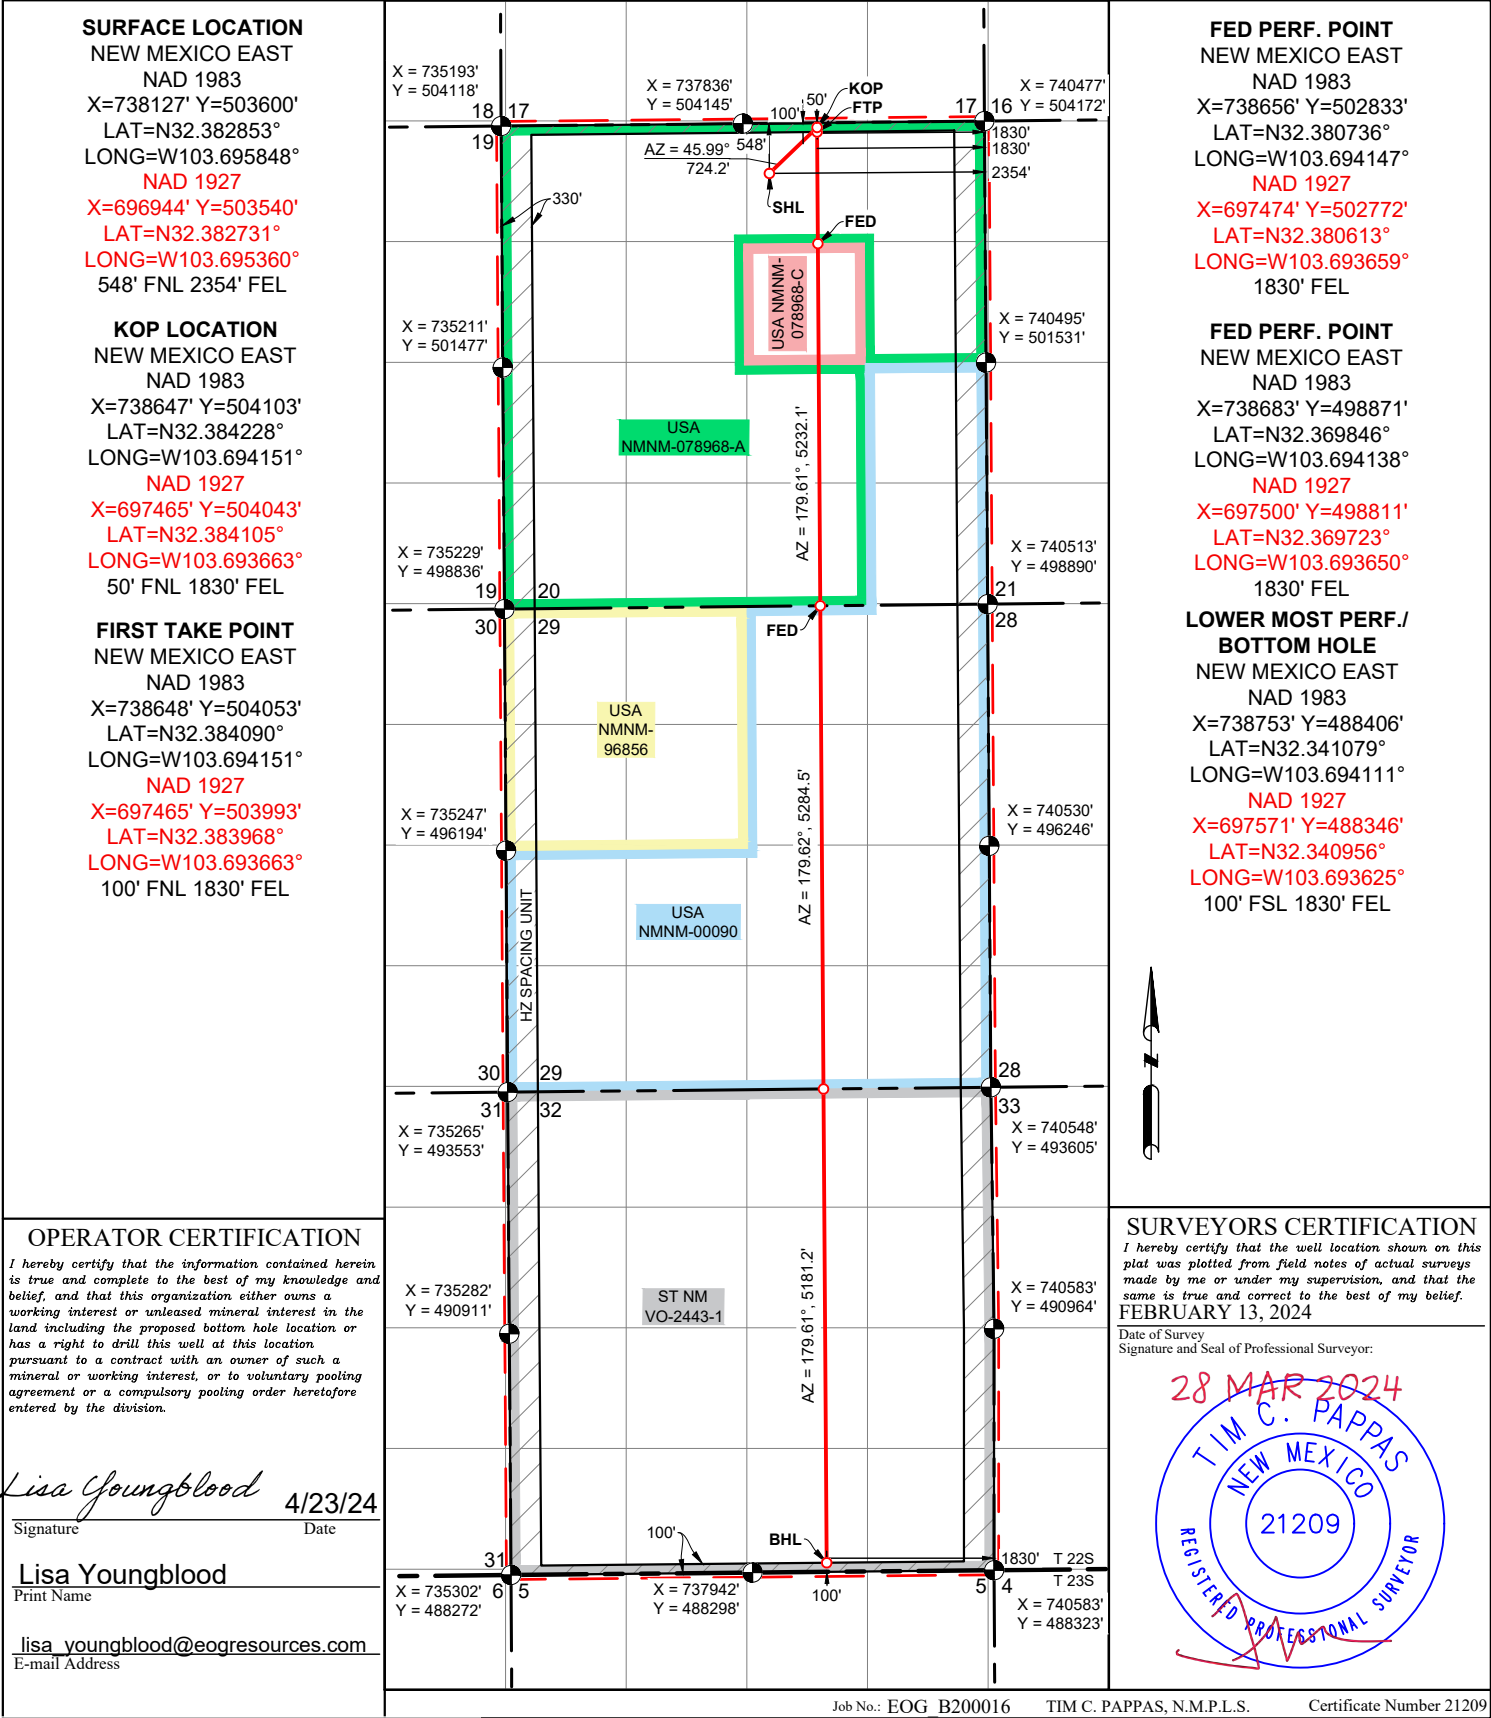 SURFACE LOCATION
NEW MEXICO EAST
NAD 1983
X=738127' Y=503600'
LAT=N32.382853°
LONG=W103.695848°
NAD 1927
X=696944' Y=503540'
LAT=N32.382731°
LONG=W103.695360°
548' FNL 2354' FEL
KOP LOCATION
NEW MEXICO EAST
NAD 1983
X=738647' Y=504103'
LAT=N32.384228°
LONG=W103.694151°
NAD 1927
X=697465' Y=504043'
LAT=N32.384105°
LONG=W103.693663°
50' FNL 1830' FEL
FIRST TAKE POINT
NEW MEXICO EAST
NAD 1983
X=738648' Y=504053'
LAT=N32.384090°
LONG=W103.694151°
NAD 1927
X=697465' Y=503993'
LAT=N32.383968°
LONG=W103.693663°
100' FNL 1830' FEL
OPERATOR CERTIFICATION
I hereby certify that the information contained herein
is true and complete to the best of my knowledge and
belief, and that this organization either owns a
working interest or unleased mineral interest in the
land including the proposed bottom hole location or
has a right to drill this well at this location
pursuant to a contract with an owner of such a
mineral or working interest, or to voluntary pooling
agreement or a compulsory pooling order heretofore
entered by the division.
Lisa Youngblood 4/23/24
Signature Date
Lisa Youngblood
Print Name
lisa_youngblood@eogresources.com
E-mail Address
X = 735193'
Y = 504118'
X = 737836'
Y = 504145'
X = 740477'
Y = 504172'
50'
KOP
FTP
100'
18 17
17 16
19
548'
1830'
1830'
AZ = 45.99°
724.2'
2354'
330'
SHL
FED
USA NMNM-
078968-C
X = 735211'
Y = 501477'
X = 740495'
Y = 501531'
USA
NMNM-078968-A
AZ = 179.61°, 5232.1'
X = 735229'
Y = 498836'
X = 740513'
Y = 498890'
19 20
21
30 29
28
FED
USA
NMNM-
96856
X = 735247'
Y = 496194'
X = 740530'
Y = 496246'
AZ = 179.62°, 5284.5'
USA
NMNM-00090
HZ SPACING UNIT
30 29
28
31 32
33
X = 735265'
Y = 493553'
X = 740548'
Y = 493605'
X = 735282'
Y = 490911'
X = 740583'
Y = 490964'
ST NM
VO-2443-1
AZ = 179.61°, 5181.2'
100'
BHL
31
1830' T 22S
T 23S
6 5
5 4
100'
X = 735302'
Y = 488272'
X = 737942'
Y = 488298'
X = 740583'
Y = 488323'
FED PERF. POINT
NEW MEXICO EAST
NAD 1983
X=738656' Y=502833'
LAT=N32.380736°
LONG=W103.694147°
NAD 1927
X=697474' Y=502772'
LAT=N32.380613°
LONG=W103.693659°
1830' FEL
FED PERF. POINT
NEW MEXICO EAST
NAD 1983
X=738683' Y=498871'
LAT=N32.369846°
LONG=W103.694138°
NAD 1927
X=697500' Y=498811'
LAT=N32.369723°
LONG=W103.693650°
1830' FEL
LOWER MOST PERF./
BOTTOM HOLE
NEW MEXICO EAST
NAD 1983
X=738753' Y=488406'
LAT=N32.341079°
LONG=W103.694111°
NAD 1927
X=697571' Y=488346'
LAT=N32.340956°
LONG=W103.693625°
100' FSL 1830' FEL
N
SURVEYORS CERTIFICATION
I hereby certify that the well location shown on this
plat was plotted from field notes of actual surveys
made by me or under my supervision, and that the
same is true and correct to the best of my belief.
FEBRUARY 13, 2024
Date of Survey
Signature and Seal of Professional Surveyor:
28 MAR 2024
TIM C. PAPPAS
NEW MEXICO
21209
REGISTERED PROFESSIONAL SURVEYOR
Job No.: EOG_B200016 TIM C. PAPPAS, N.M.P.L.S. Certificate Number 21209